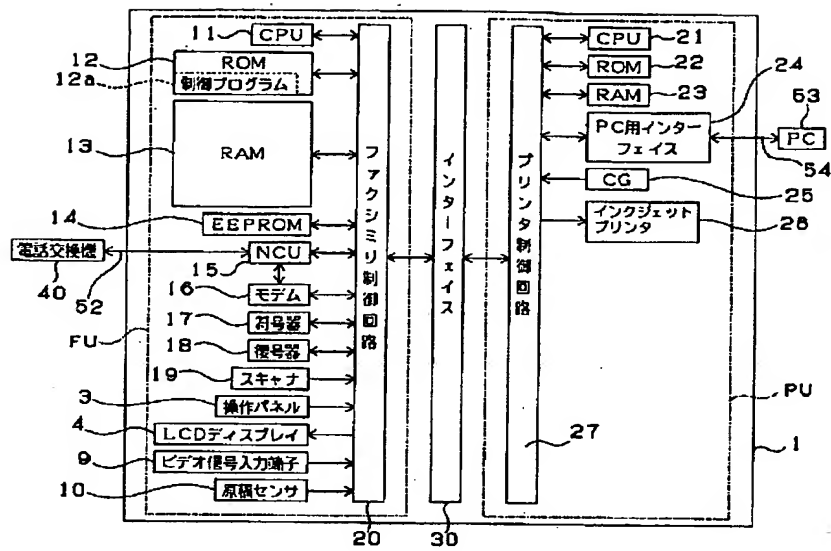 11
CPU
12
ROM
12a
制御プログラム
13
RAM
14
EEPROM
電話交換機
40
52
15
NCU
16
モデム
17
符号器
18
復号器
19
スキャナ
3
操作パネル
4
LCDディスプレイ
9
ビデオ信号入力端子
10
原稿センサ
FU
ファクシミリ制御回路
20
インターフェイス
30
プリンタ制御回路
27
CPU
21
ROM
22
RAM
23
24
PC用インター
フェイス
53
PC
54
CG
25
インクジェット
プリンタ
26
PU
1